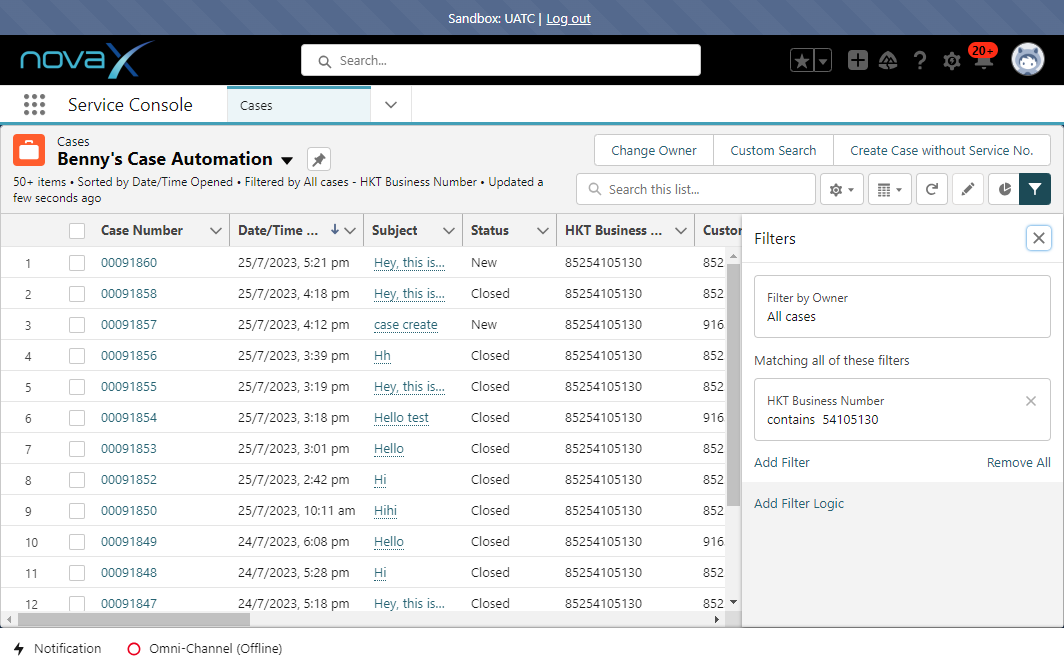 Sandbox: UATC | Log out
novaX
Search...
20+
Service Console
Cases
Cases
Benny's Case Automation
Change Owner
Custom Search
Create Case without Service No.
50+ items • Sorted by Date/Time Opened • Filtered by All cases - HKT Business Number • Updated a
few seconds ago
Search this list...
Case Number Date/Time ... Subject Status HKT Business ... Custor
1 00091860 25/7/2023, 5:21 pm Hey, this is... New 85254105130 852
2 00091858 25/7/2023, 4:18 pm Hey, this is... Closed 85254105130 852
3 00091857 25/7/2023, 4:12 pm case create New 85254105130 916
4 00091856 25/7/2023, 3:39 pm Hh Closed 85254105130 852
5 00091855 25/7/2023, 3:19 pm Hey, this is... Closed 85254105130 852
6 00091854 25/7/2023, 3:18 pm Hello test Closed 85254105130 916
7 00091853 25/7/2023, 3:01 pm Hello Closed 85254105130 852
8 00091852 25/7/2023, 2:42 pm Hi Closed 85254105130 852
9 00091850 25/7/2023, 10:11 am Hihi Closed 85254105130 852
10 00091849 24/7/2023, 6:08 pm Hello Closed 85254105130 916
11 00091848 24/7/2023, 5:28 pm Hi Closed 85254105130 852
12 00091847 24/7/2023, 5:18 pm Hey, this is... Closed 85254105130 852
Filters
Filter by Owner
All cases
Matching all of these filters
HKT Business Number
contains 54105130
Add Filter
Remove All
Add Filter Logic
Notification
Omni-Channel (Offline)